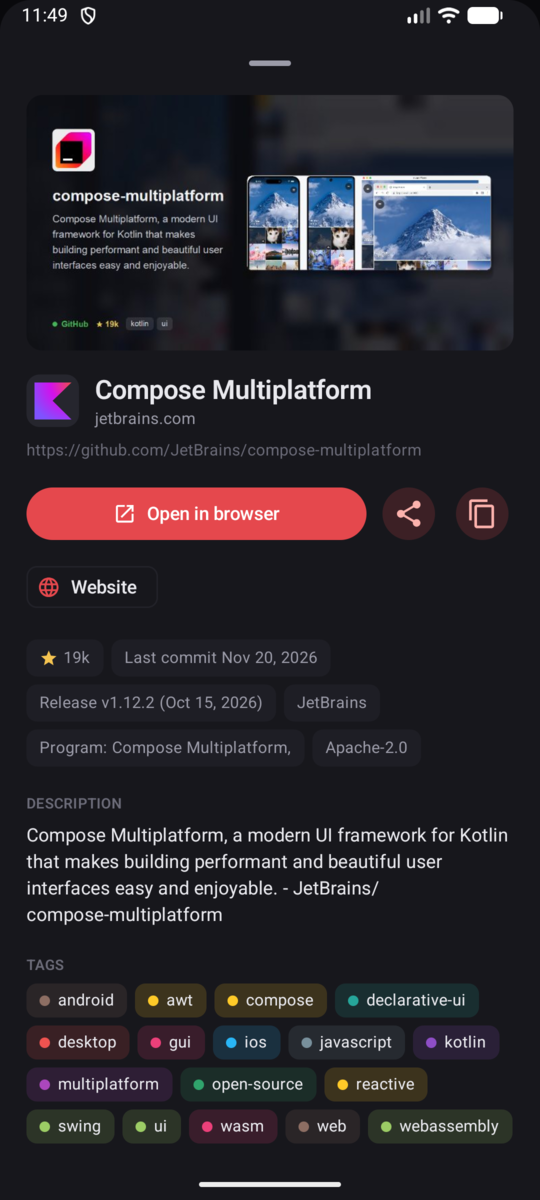 11:49
compose-multiplatform
Compose Multiplatform, a modern UI
framework for Kotlin that makes
building performant and beautiful user
interfaces easy and enjoyable.
GitHub 19k kotlin ui
Compose Multiplatform
jetbrains.com
https://github.com/JetBrains/compose-multiplatform
Open in browser
Website
19k Last commit Nov 20, 2026
Release v1.12.2 (Oct 15, 2026) JetBrains
Program: Compose Multiplatform, Apache-2.0
DESCRIPTION
Compose Multiplatform, a modern UI framework for Kotlin
that makes building performant and beautiful user
interfaces easy and enjoyable. - JetBrains/
compose-multiplatform
TAGS
android awt compose declarative-ui
desktop gui ios javascript kotlin
multiplatform open-source reactive
swing ui wasm web webassembly